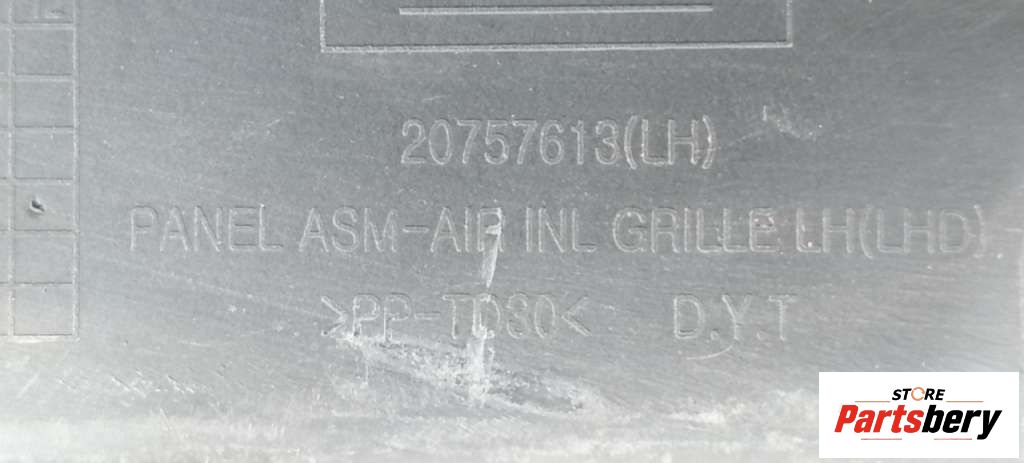 20757613(LH)
PANEL ASM-AIR INL GRILLE LH(LHD)
>PP-TD30< D.Y.T
STORE
Partsbery